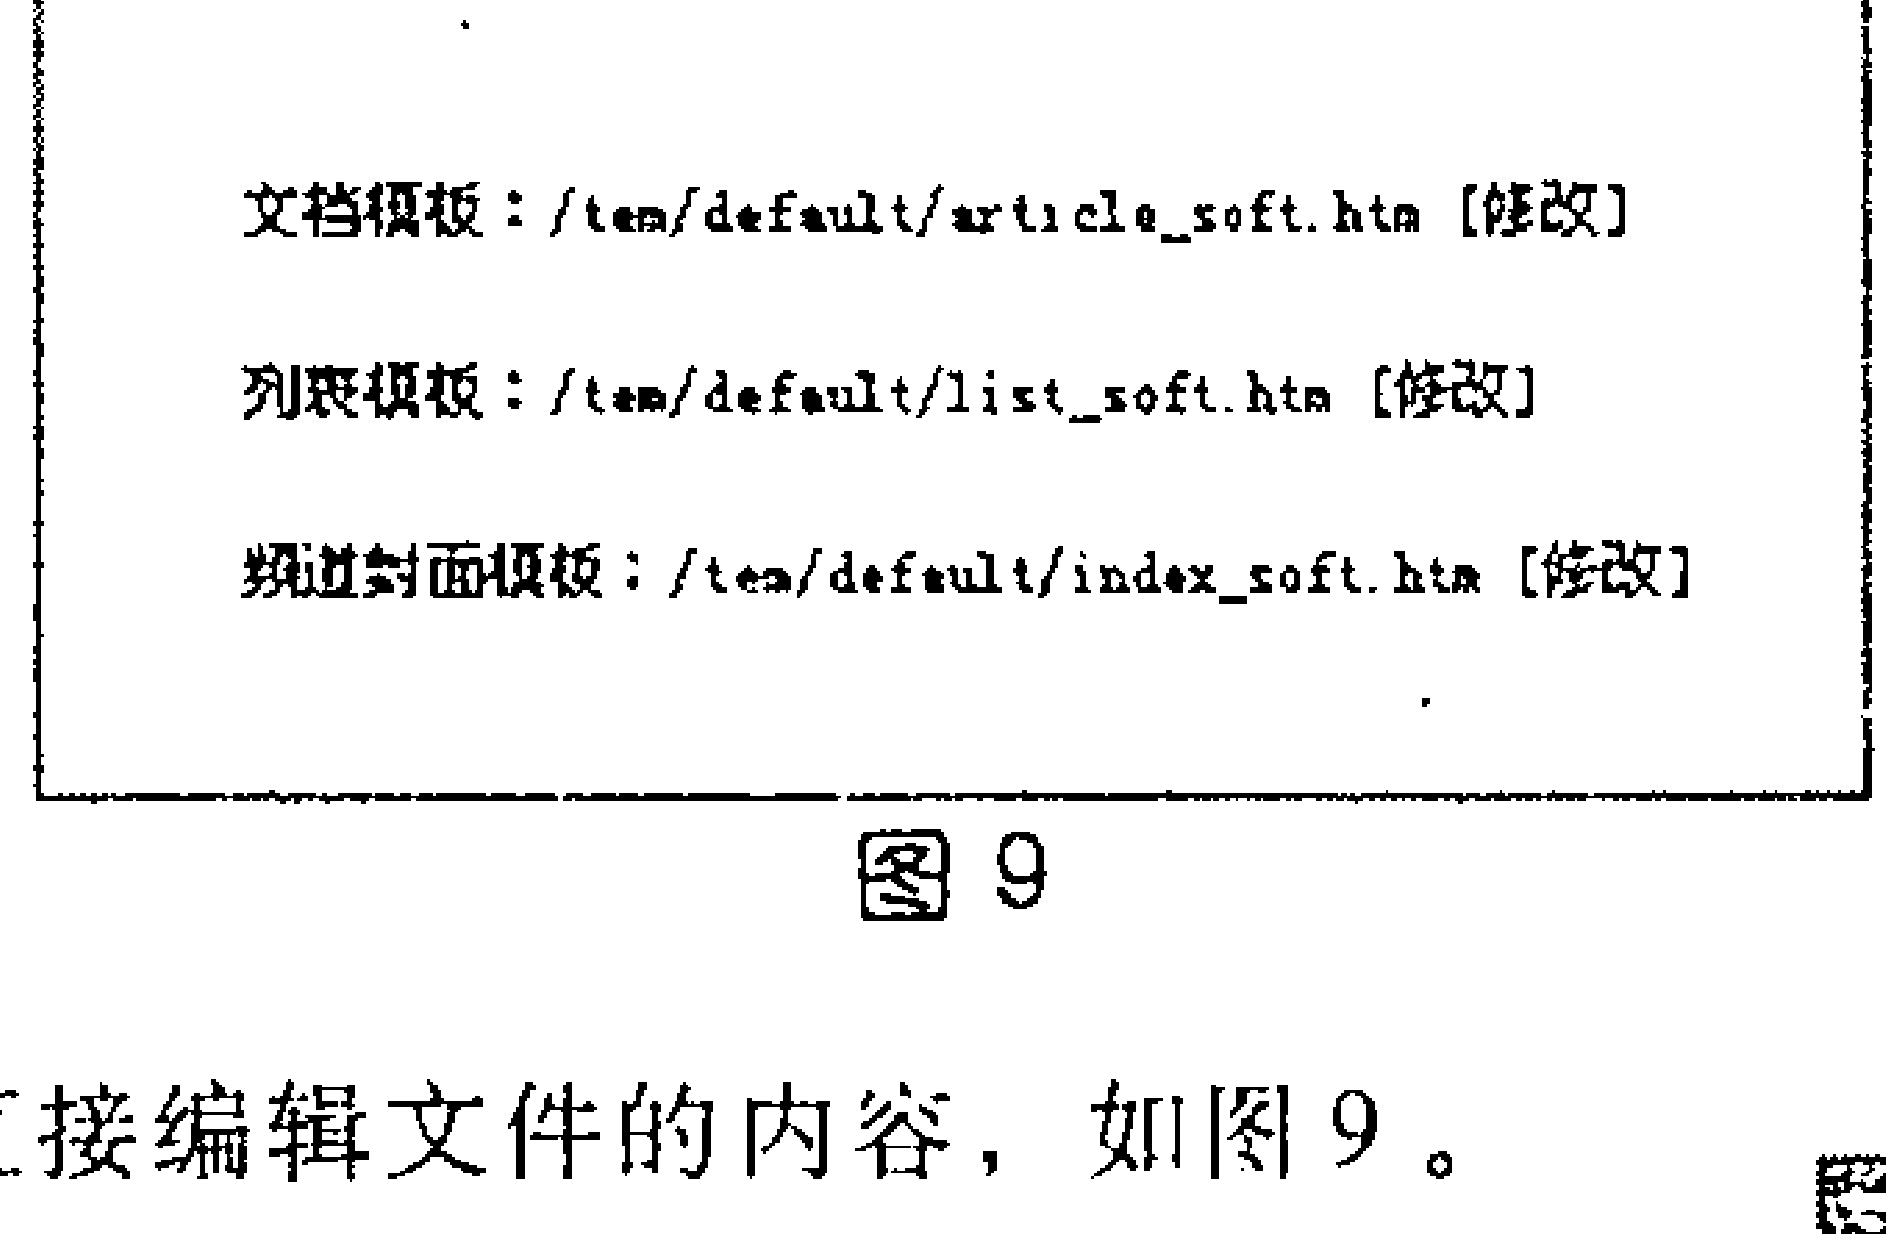 文档模板：/tem/default/article_soft.htm [修改]
列表模板：/tem/default/list_soft.htm [修改]
频道封面模板：/tem/default/index_soft.htm [修改]
图 9
接编辑文件的内容，如图 9。